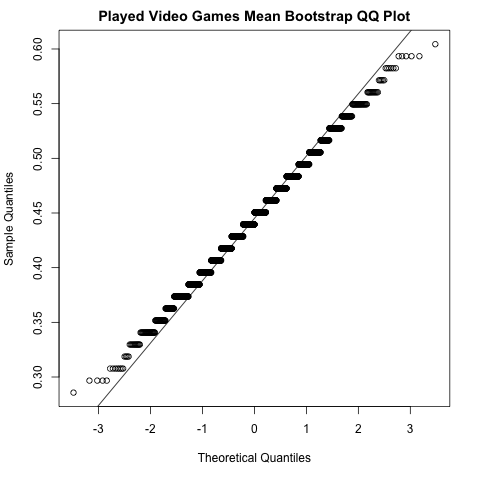 Played Video Games Mean Bootstrap QQ Plot
Sample Quantiles
0.60
0.55
0.50
0.45
0.40
0.35
0.30
-3 -2 -1 0 1 2 3
Theoretical Quantiles